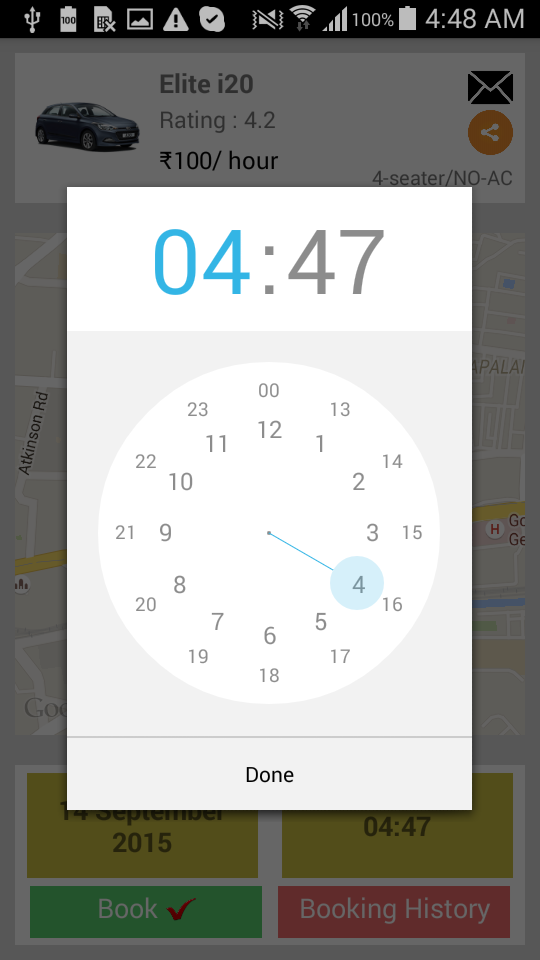 100
100% 4:48 AM
Elite i20
Rating : 4.2
₹100/ hour
4-seater/NO-AC
04:47
00
23 13
12
11 1
22 14
10 2
21 9 3 15
8 4
20 16
7 5
6
19 17
18
Atkinson Rd
APALAI
H
Go
Ge
Goo
Done
14 September
2015
04:47
Book
Booking History